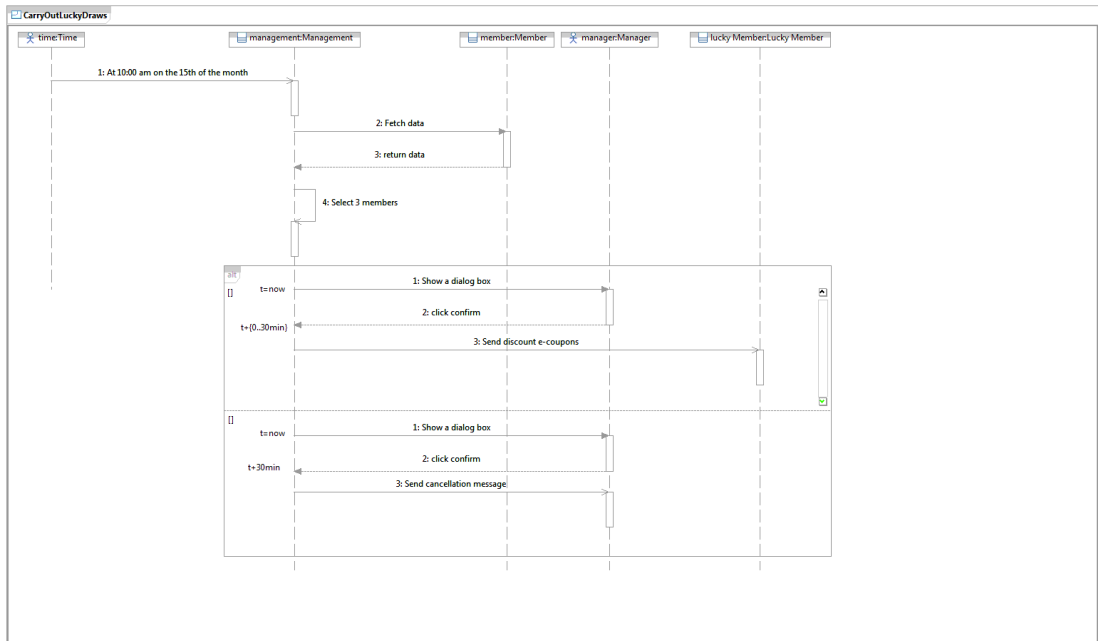 CarryOutLuckyDraws
time:Time
management:Management
member:Member
manager:Manager
lucky Member:Lucky Member
1: At 10:00 am on the 15th of the month
2: Fetch data
3: return data
4: Select 3 members
alt
[]
t=now
1: Show a dialog box
2: click confirm
t+{0..30min}
3: Send discount e-coupons
[]
t=now
1: Show a dialog box
2: click confirm
t+30min
3: Send cancellation message